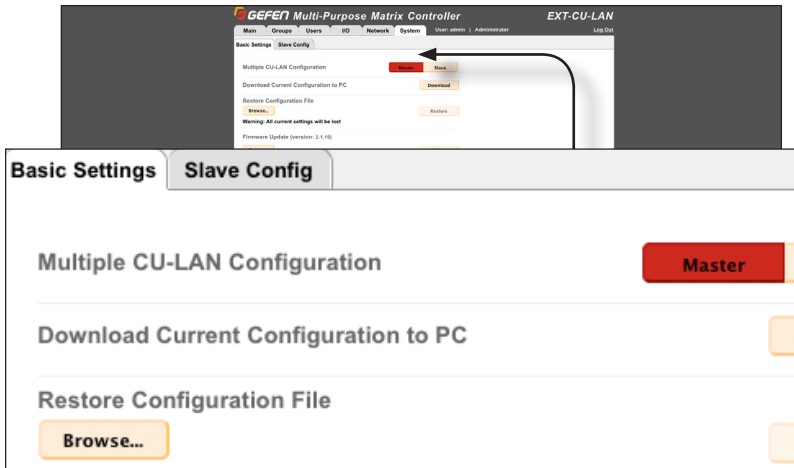 GEFEN Multi-Purpose Matrix Controller EXT-CU-LAN
Main Groups Users I/O Network System User: admin | Administrator Log Out
Basic Settings Slave Config
Multiple CU-LAN Configuration Master Slave
Download Current Configuration to PC Download
Restore Configuration File
Browse... Restore
Warning: All current settings will be lost
Firmware Update (version: 2.1.19)
Basic Settings Slave Config
Multiple CU-LAN Configuration Master
Download Current Configuration to PC
Restore Configuration File
Browse...